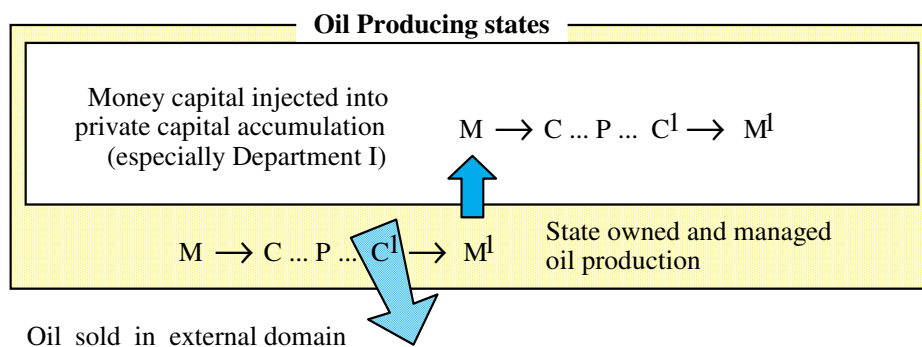 Oil Producing states
Money capital injected into
private capital accumulation
(especially Department I)
M → C ... P ... C¹ → M¹
M → C ... P ... C¹ → M¹
State owned and managed
oil production
Oil sold in external domain